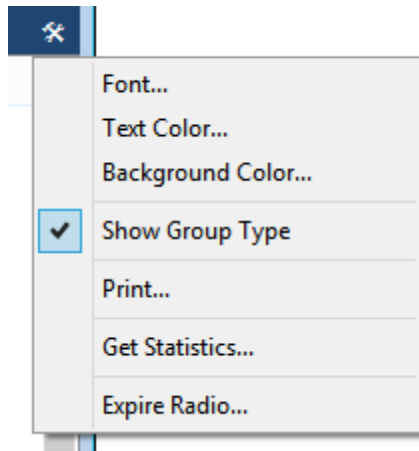 Font...
Text Color...
Background Color...
Show Group Type
Print...
Get Statistics...
Expire Radio...